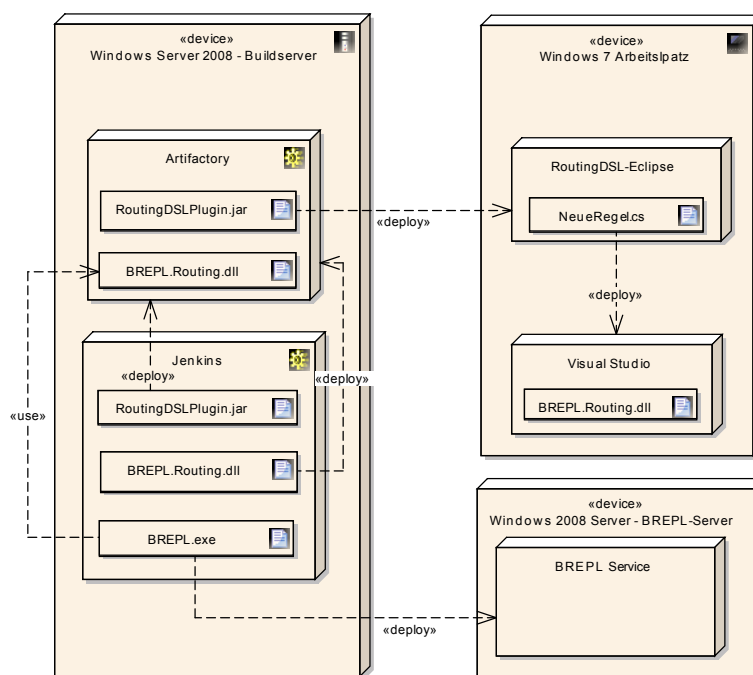 «device»
Windows Server 2008 - Buildserver
Artifactory
RoutingDSLPlugin.jar
BREPL.Routing.dll
Jenkins
«deploy»
RoutingDSLPlugin.jar
BREPL.Routing.dll
BREPL.exe
«use»
«deploy»
«deploy»
«deploy»
«device»
Windows 7 Arbeitslpatz
RoutingDSL-Eclipse
NeueRegel.cs
«deploy»
Visual Studio
BREPL.Routing.dll
«device»
Windows 2008 Server - BREPL-Server
BREPL Service